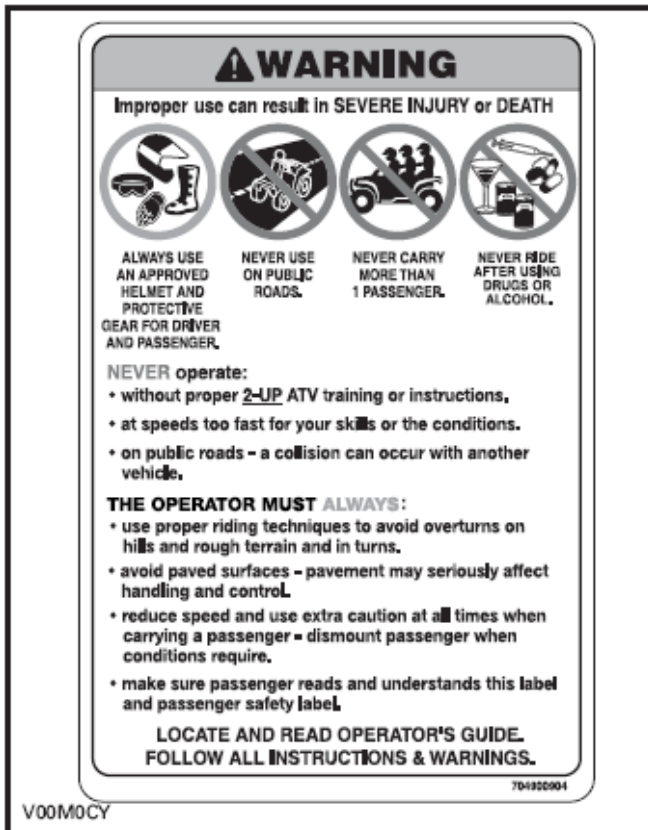 WARNING
Improper use can result in SEVERE INJURY or DEATH
ALWAYS USE
AN APPROVED
HELMET AND
PROTECTIVE
GEAR FOR DRIVER
AND PASSENGER.
NEVER USE
ON PUBLIC
ROADS.
NEVER CARRY
MORE THAN
1 PASSENGER.
NEVER RIDE
AFTER USING
DRUGS OR
ALCOHOL.
NEVER operate:
• without proper 2-UP ATV training or instructions.
• at speeds too fast for your skills or the conditions.
• on public roads - a collision can occur with another
vehicle.
THE OPERATOR MUST ALWAYS:
• use proper riding techniques to avoid overturns on
hills and rough terrain and in turns.
• avoid paved surfaces - pavement may seriously affect
handling and control.
• reduce speed and use extra caution at all times when
carrying a passenger - dismount passenger when
conditions require.
• make sure passenger reads and understands this label
and passenger safety label.
LOCATE AND READ OPERATOR'S GUIDE.
FOLLOW ALL INSTRUCTIONS & WARNINGS.
704900904
V00M0CY